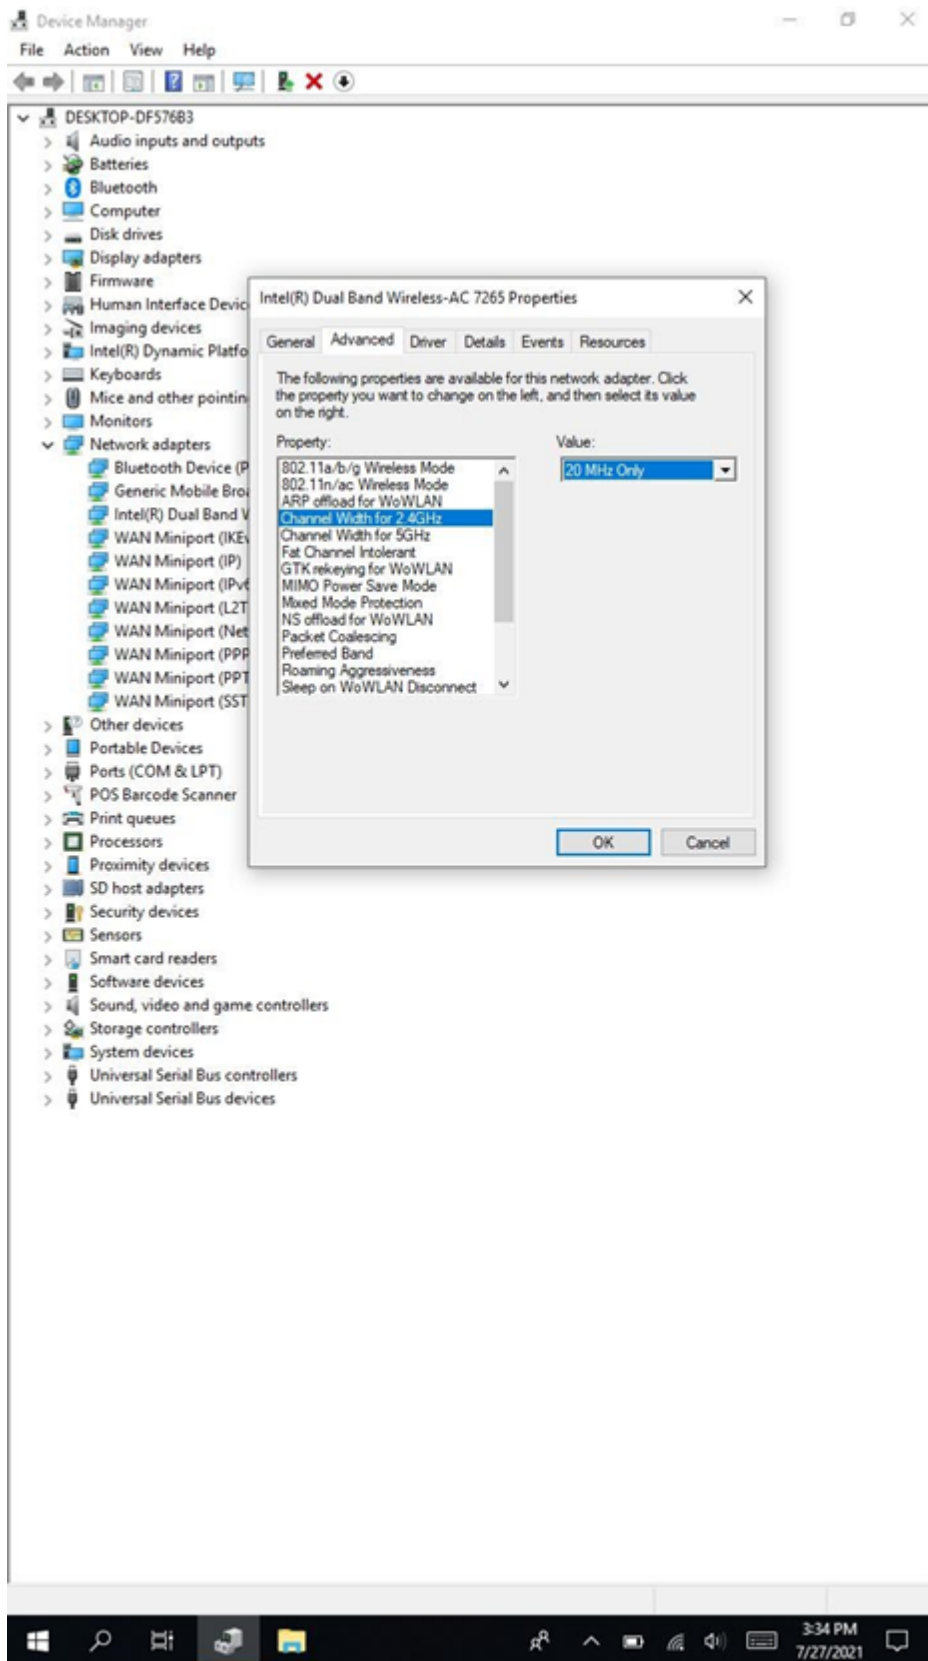 Device Manager
File Action View Help
DESKTOP-DF576B3
Audio inputs and outputs
Batteries
Bluetooth
Computer
Disk drives
Display adapters
Firmware
Human Interface Devic
Imaging devices
Intel(R) Dynamic Platfo
Keyboards
Mice and other pointin
Monitors
Network adapters
Bluetooth Device (P
Generic Mobile Broa
Intel(R) Dual Band W
WAN Miniport (IKEv
WAN Miniport (IP)
WAN Miniport (IPv6
WAN Miniport (L2T
WAN Miniport (Net
WAN Miniport (PPP
WAN Miniport (PPT
WAN Miniport (SST
Other devices
Portable Devices
Ports (COM & LPT)
POS Barcode Scanner
Print queues
Processors
Proximity devices
SD host adapters
Security devices
Sensors
Smart card readers
Software devices
Sound, video and game controllers
Storage controllers
System devices
Universal Serial Bus controllers
Universal Serial Bus devices
Intel(R) Dual Band Wireless-AC 7265 Properties
General Advanced Driver Details Events Resources
The following properties are available for this network adapter. Click
the property you want to change on the left, and then select its value
on the right.
Property:
802.11a/b/g Wireless Mode
802.11n/ac Wireless Mode
ARP offload for WoWLAN
Channel Width for 2.4GHz
Channel Width for 5GHz
Fat Channel Intolerant
GTK rekeying for WoWLAN
MIMO Power Save Mode
Mixed Mode Protection
NS offload for WoWLAN
Packet Coalescing
Preferred Band
Roaming Aggressiveness
Sleep on WoWLAN Disconnect
Value:
20 MHz Only
OK Cancel
3:34 PM
7/27/2021